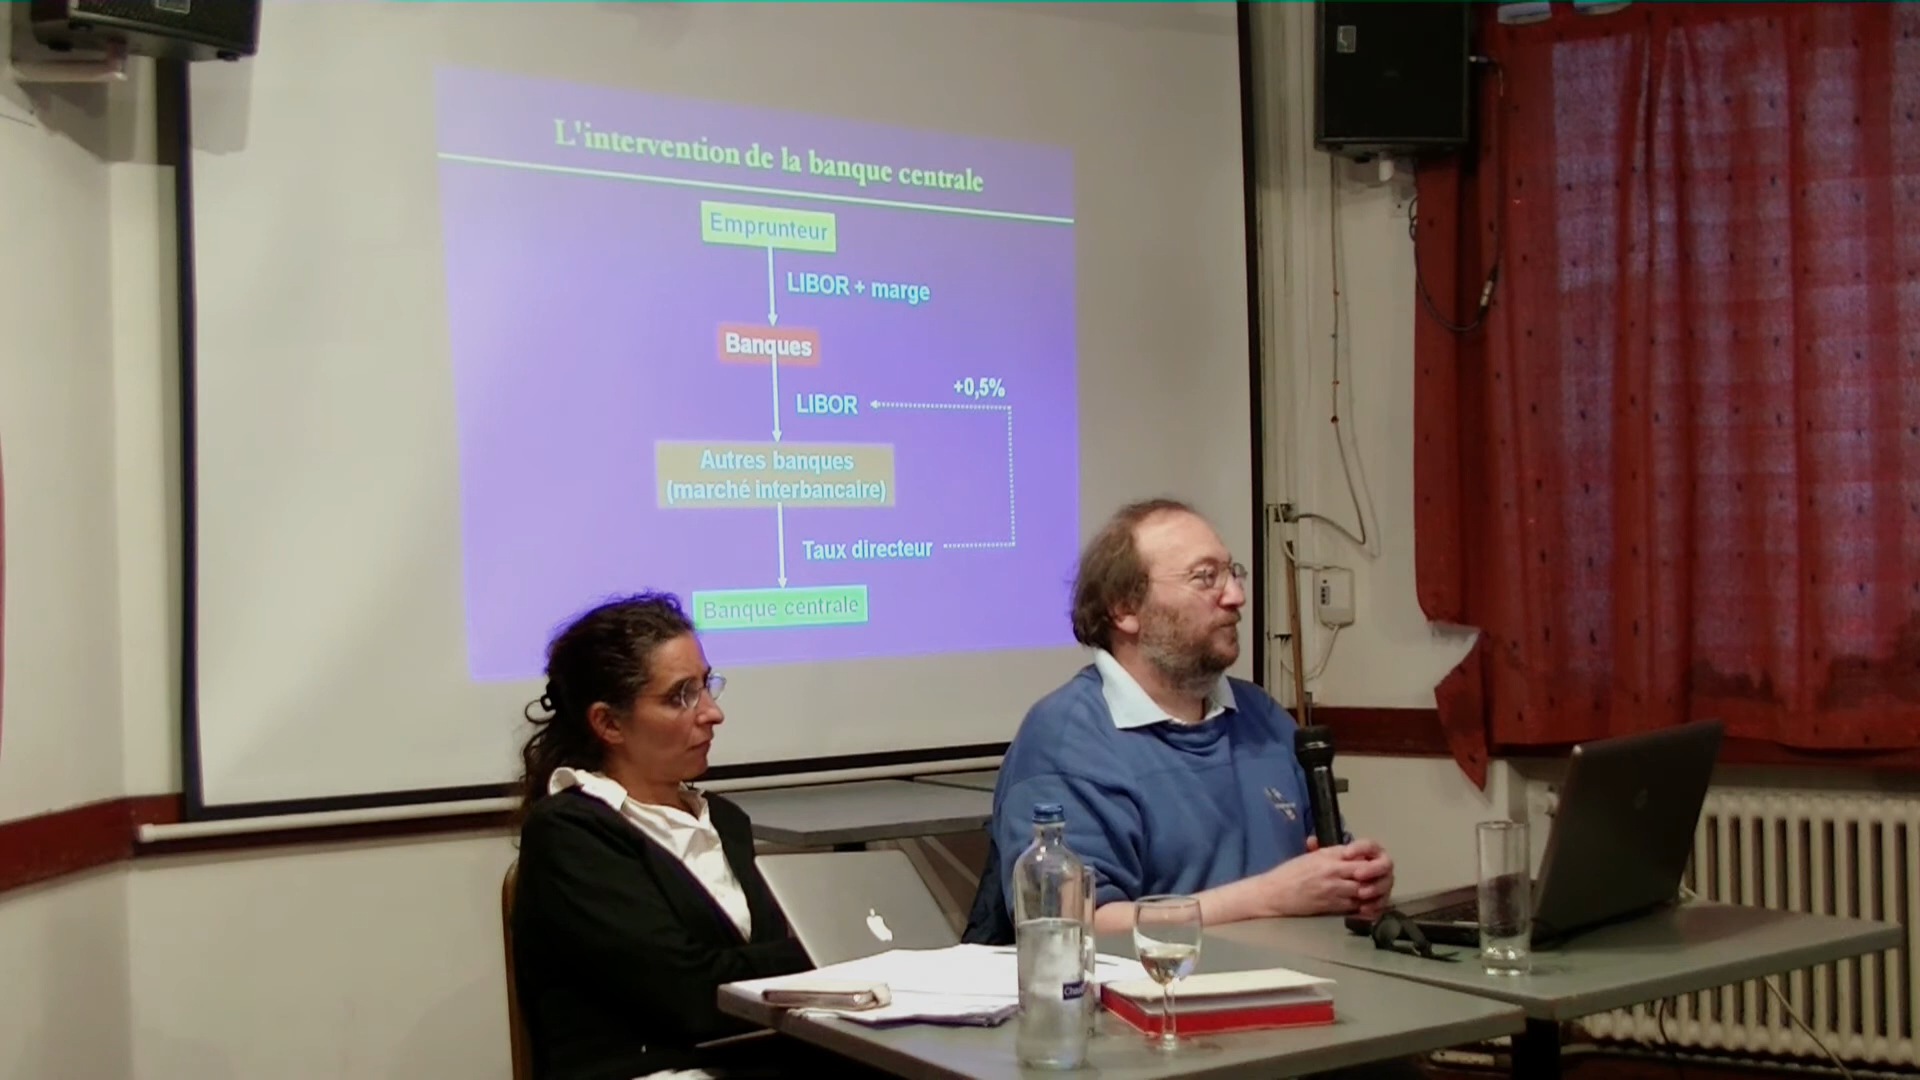 L'intervention de la banque centrale
Emprunteur
LIBOR + marge
Banques
+0,5%
LIBOR
Autres banques
(marché interbancaire)
Taux directeur
Banque centrale